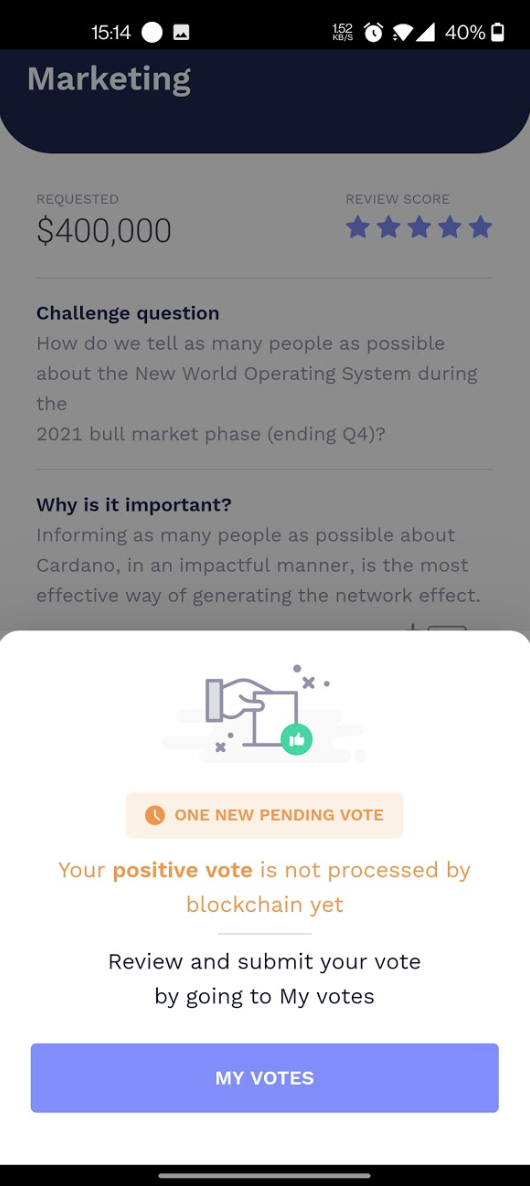 15:14 1.52 KB/S 40%
Marketing
REQUESTED REVIEW SCORE
$400,000
Challenge question
How do we tell as many people as possible
about the New World Operating System during
the
2021 bull market phase (ending Q4)?
Why is it important?
Informing as many people as possible about
Cardano, in an impactful manner, is the most
effective way of generating the network effect.
ONE NEW PENDING VOTE
Your positive vote is not processed by
blockchain yet
Review and submit your vote
by going to My votes
MY VOTES